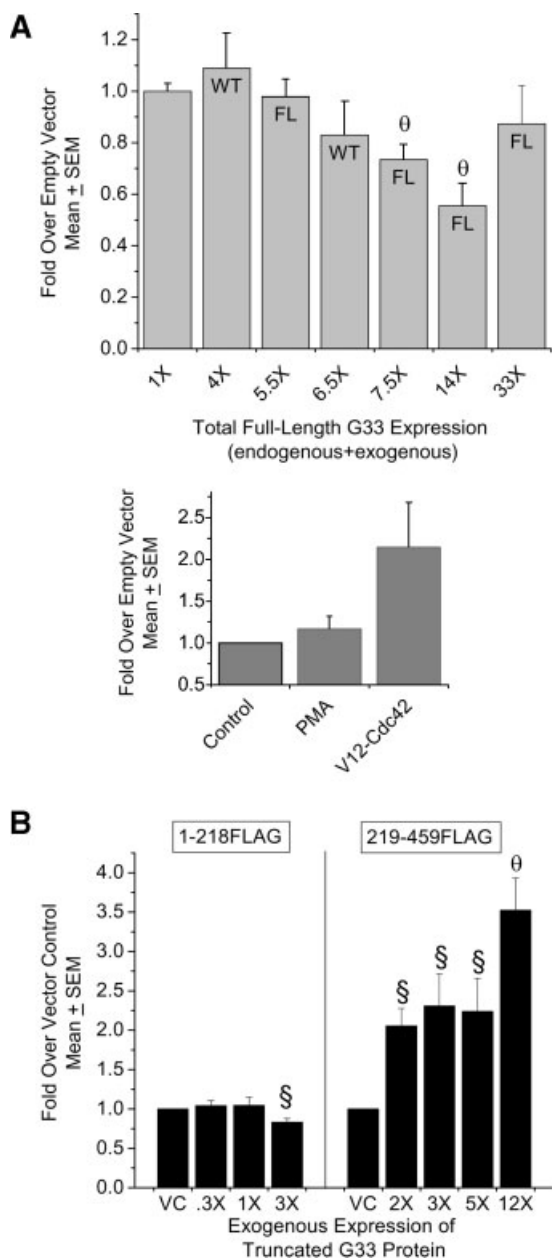 A
Fold Over Empty Vector
Mean ± SEM
1.2
1.0
0.8
0.6
0.4
0.2
0.0
WT
FL
WT
θ
FL
θ
FL
FL
1X
4X
5.5X
6.5X
7.5X
14X
33X
Total Full-Length G33 Expression
(endogenous+exogenous)
Fold Over Empty Vector
Mean ± SEM
2.5
2.0
1.5
1.0
0.5
Control
PMA
V12-Cdc42
B
1-218FLAG
219-459FLAG
Fold Over Vector Control
Mean ± SEM
4.0
3.5
3.0
2.5
2.0
1.5
1.0
0.5
0.0
§
§
§
§
θ
VC .3X 1X 3X VC 2X 3X 5X 12X
Exogenous Expression of
Truncated G33 Protein